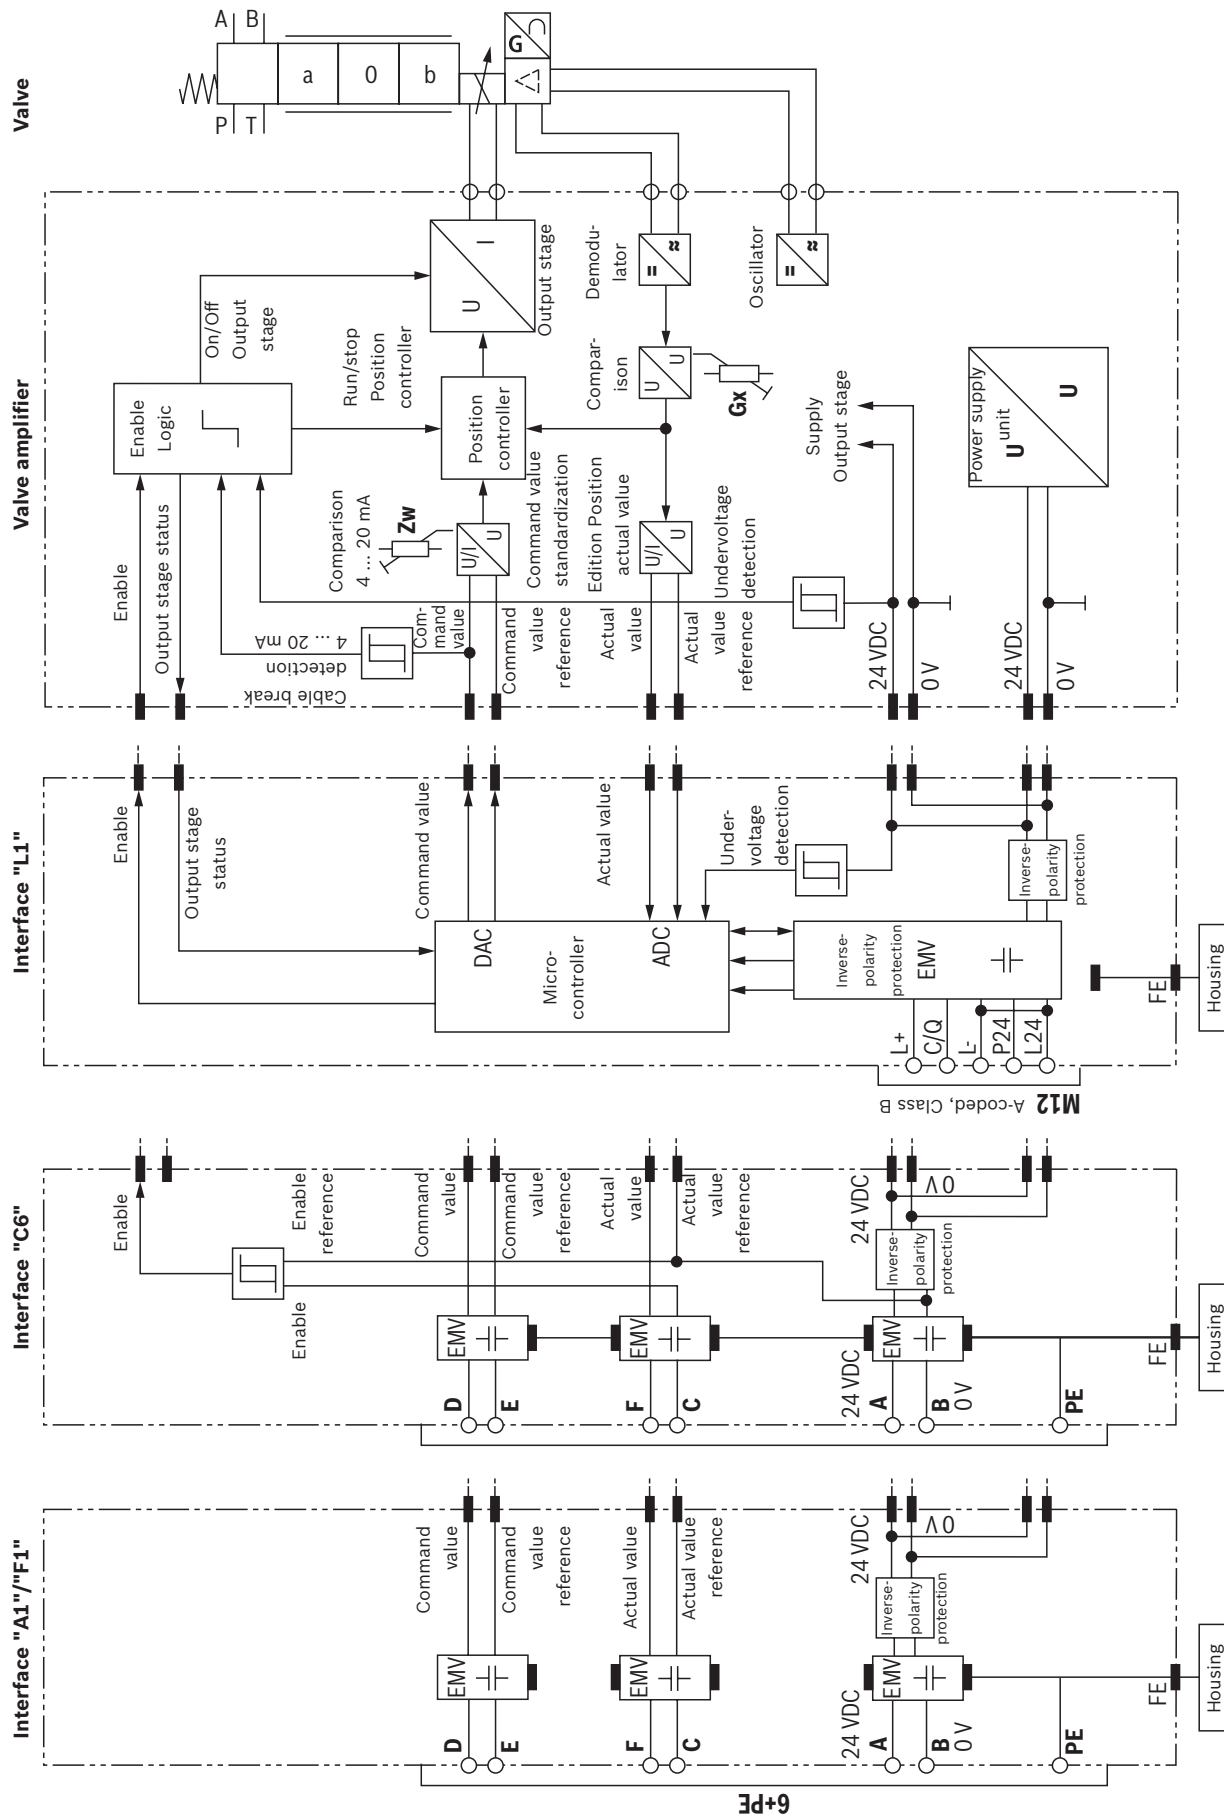 Interface "A1"/"F1"
Interface "C6"
Interface "L1"
Valve amplifier
Valve
6+PE
D
E
F
C
24 VDC
A
B
0 V
PE
EMV
EMV
EMV
Command
value
Command
value
reference
Actual value
Actual value
reference
24 VDC
0 V
Inverse-
polarity
protection
FE
Housing
D
E
F
C
24 VDC
A
B
0 V
PE
EMV
EMV
EMV
Enable
Enable
Enable
reference
Command
value
Command
value
reference
Actual
value
Actual
value
reference
24 VDC
0 V
Inverse-
polarity
protection
FE
Housing
M12 A-coded, Class B
L+
C/Q
L-
P24
L24
Enable
Output stage
status
Command value
Actual value
DAC
Micro-
controller
ADC
Inverse-
polarity
protection
EMV
Under-
voltage
detection
Inverse-
polarity
protection
FE
Housing
Enable
Output stage status
Cable break
detection
4 ... 20 mA
Com-
mand
value
Command
value
reference
Actual
value
Actual
value
reference
24 VDC
0 V
24 VDC
0 V
Comparison
4 ... 20 mA
Zw
U/I
U
Command value
standardization
Edition Position
actual value
U/I
U
Undervoltage
detection
Enable
Logic
On/Off
Output
stage
Run/stop
Position
controller
Position
controller
U
I
Output stage
Compar-
ison
U
U
Gx
Demodu-
lator
=
≈
Oscillator
=
≈
Supply
Output stage
Power supply
unit
U
U
A
B
P
T
a
0
b
G